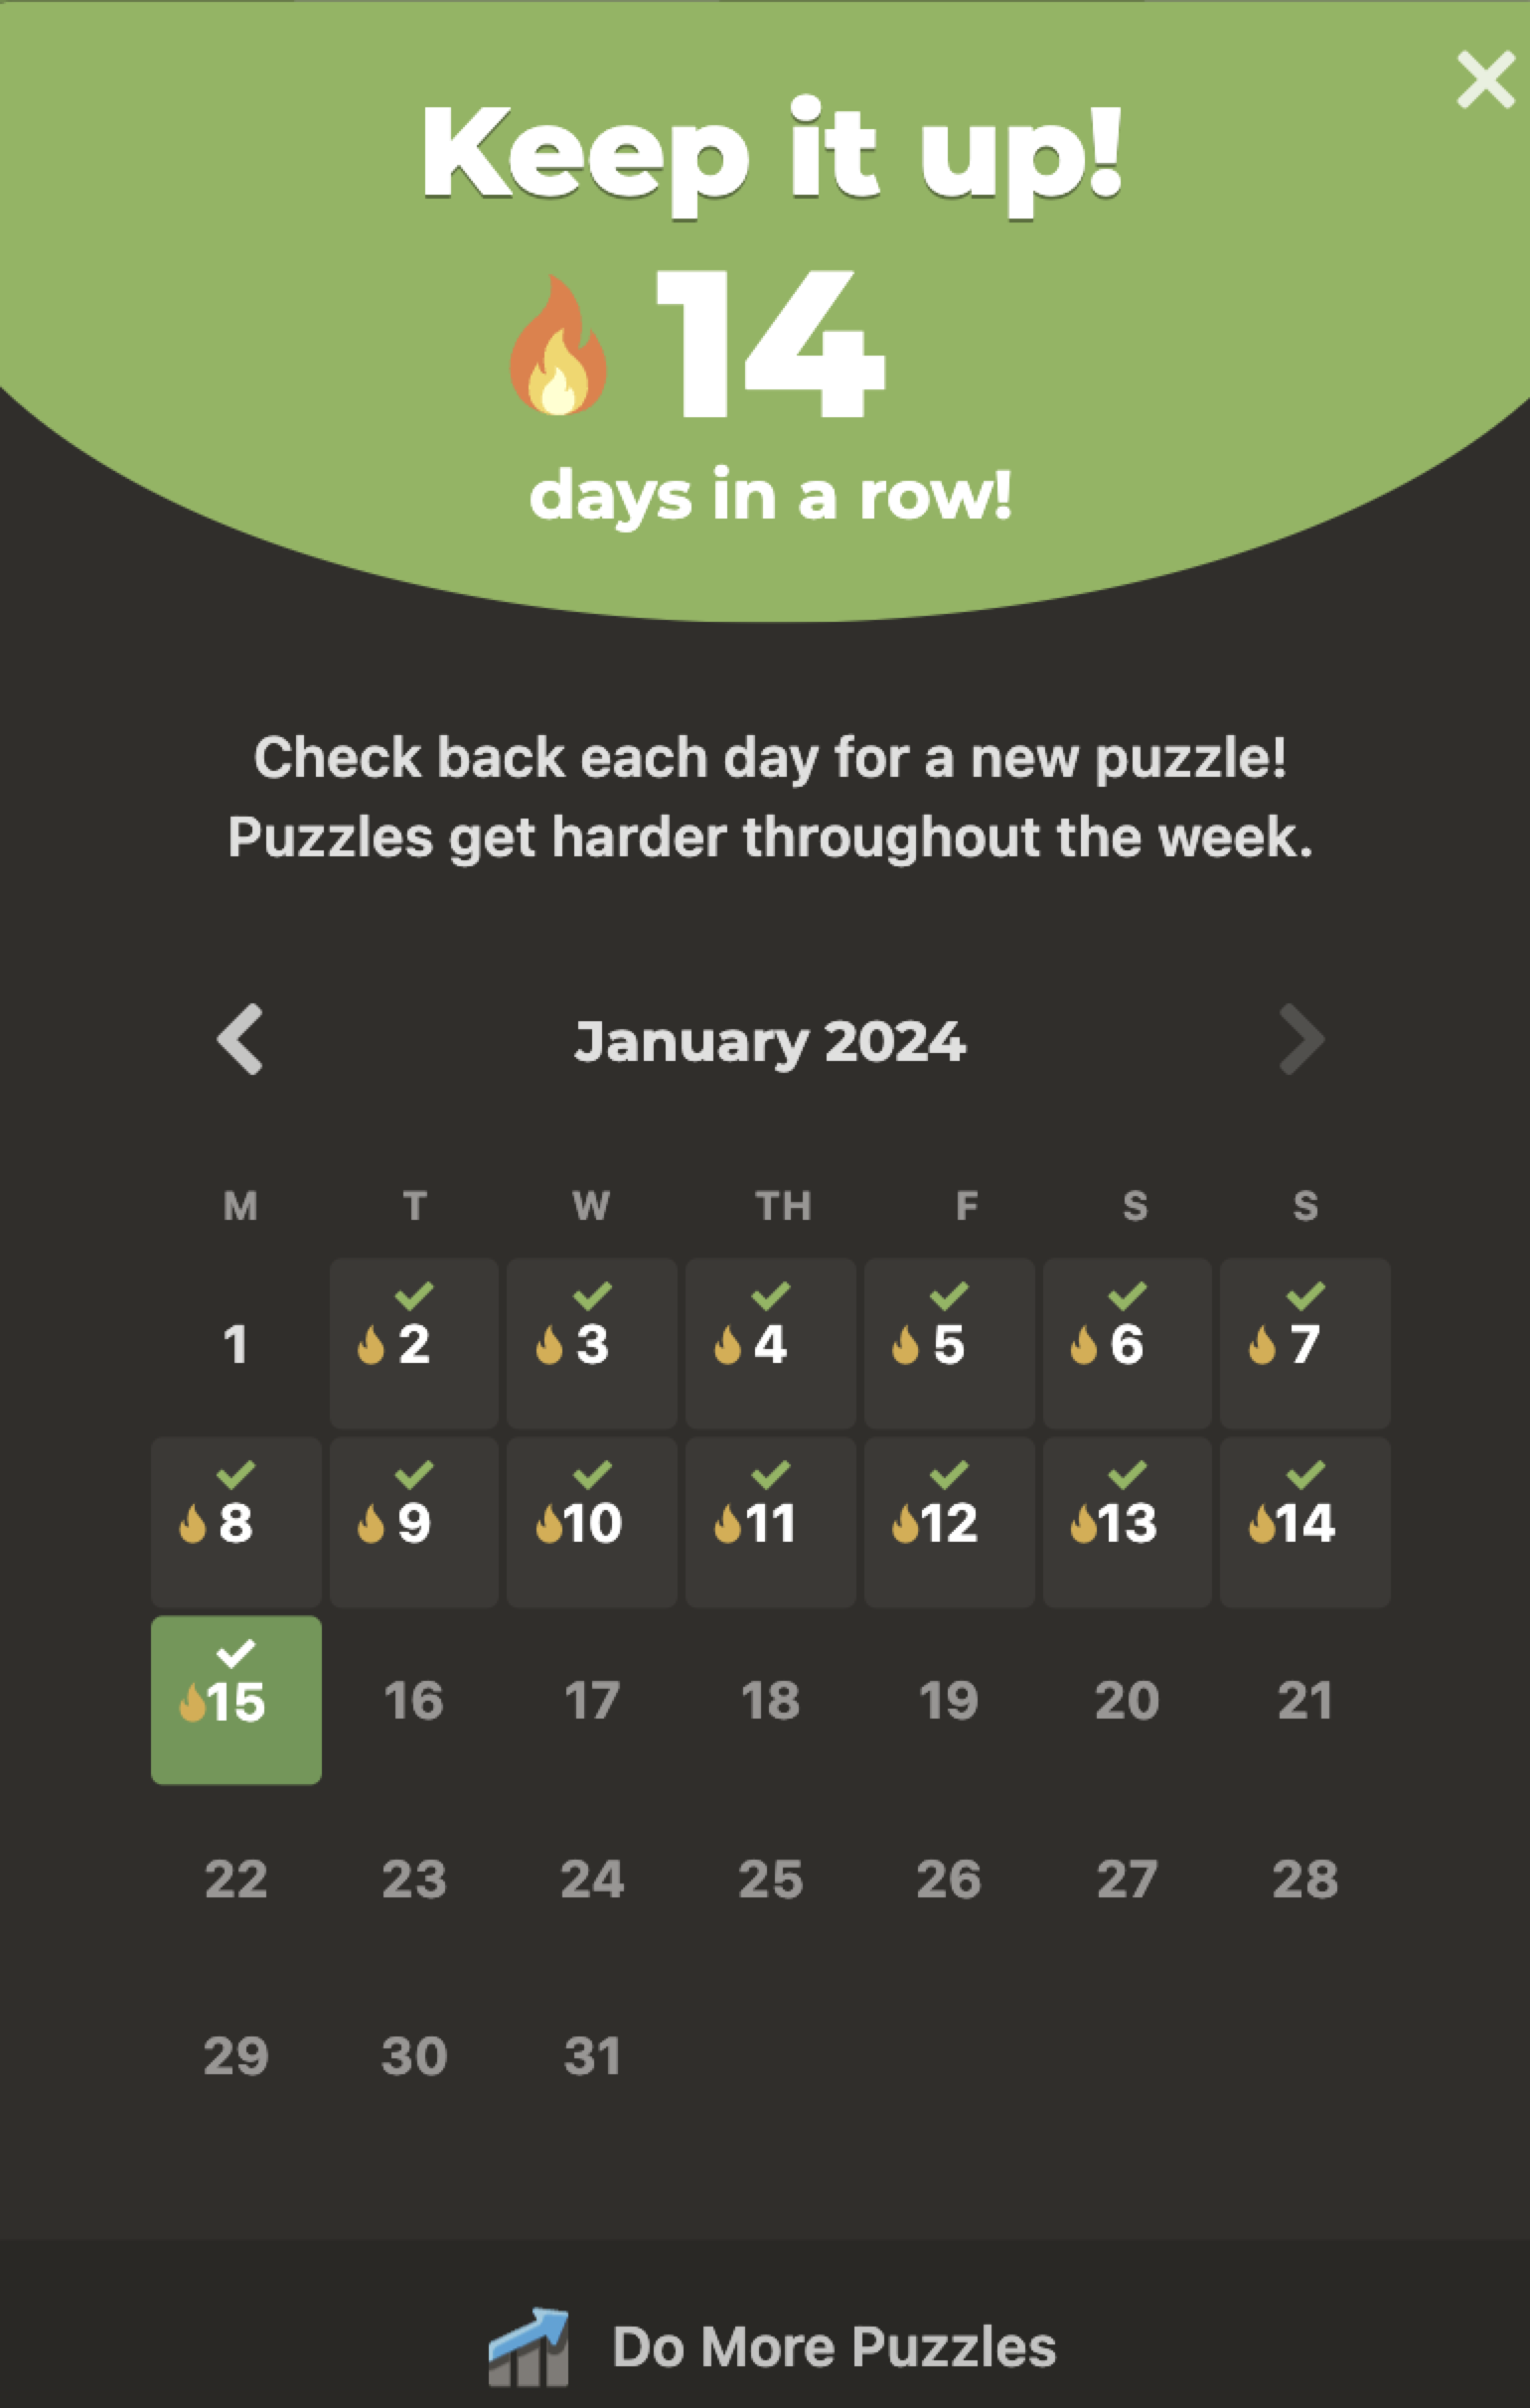 Keep it up!
14
days in a row!
Check back each day for a new puzzle!
Puzzles get harder throughout the week.
January 2024
M T W TH F S S
1 2 3 4 5 6 7
8 9 10 11 12 13 14
15 16 17 18 19 20 21
22 23 24 25 26 27 28
29 30 31
Do More Puzzles